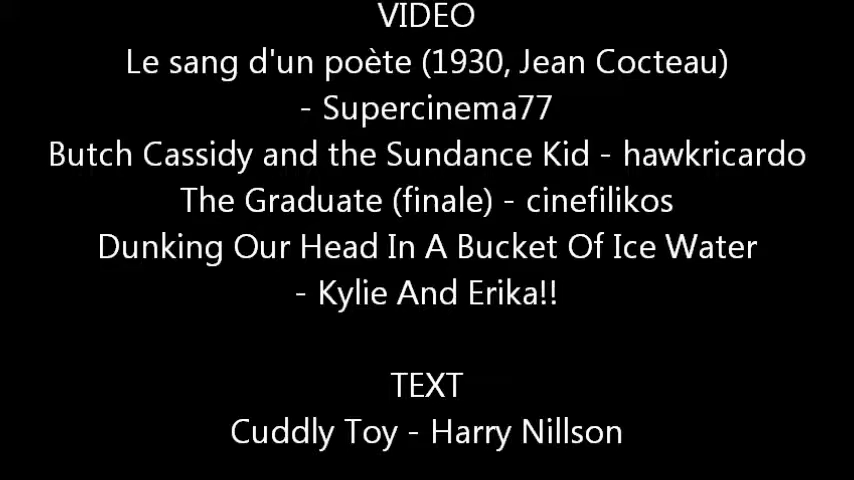 VIDEO
Le sang d'un poète (1930, Jean Cocteau)
- Supercinema77
Butch Cassidy and the Sundance Kid - hawkricardo
The Graduate (finale) - cinefilikos
Dunking Our Head In A Bucket Of Ice Water
- Kylie And Erika!!
TEXT
Cuddly Toy - Harry Nillson